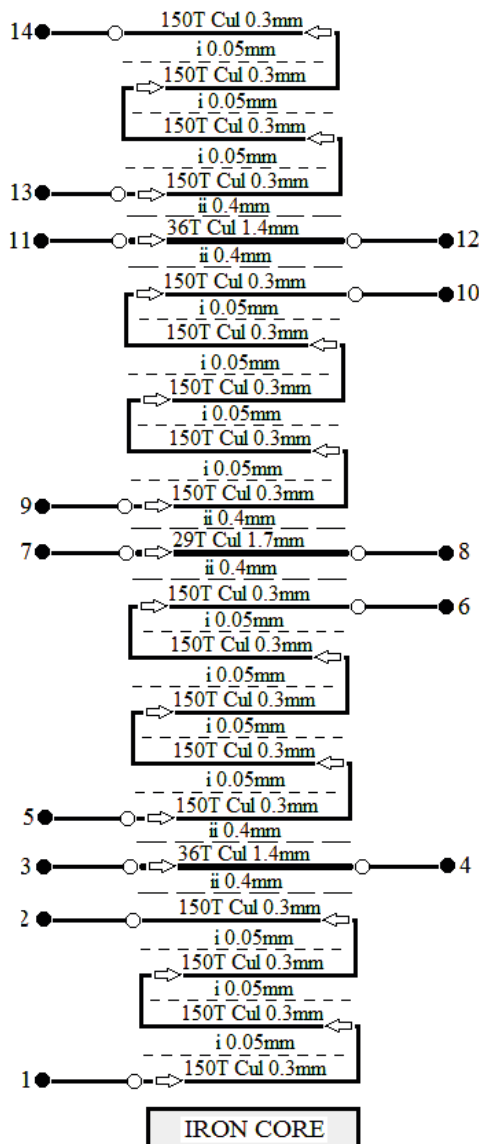 14 150T Cul 0.3mm
i 0.05mm
150T Cul 0.3mm
i 0.05mm
150T Cul 0.3mm
i 0.05mm
13 150T Cul 0.3mm
ii 0.4mm
11 36T Cul 1.4mm 12
ii 0.4mm
150T Cul 0.3mm 10
i 0.05mm
150T Cul 0.3mm
i 0.05mm
150T Cul 0.3mm
i 0.05mm
150T Cul 0.3mm
i 0.05mm
9 150T Cul 0.3mm
ii 0.4mm
7 29T Cul 1.7mm 8
ii 0.4mm
150T Cul 0.3mm 6
i 0.05mm
150T Cul 0.3mm
i 0.05mm
150T Cul 0.3mm
i 0.05mm
150T Cul 0.3mm
i 0.05mm
5 150T Cul 0.3mm
ii 0.4mm
3 36T Cul 1.4mm 4
ii 0.4mm
2 150T Cul 0.3mm
i 0.05mm
150T Cul 0.3mm
i 0.05mm
150T Cul 0.3mm
i 0.05mm
1 150T Cul 0.3mm
IRON CORE